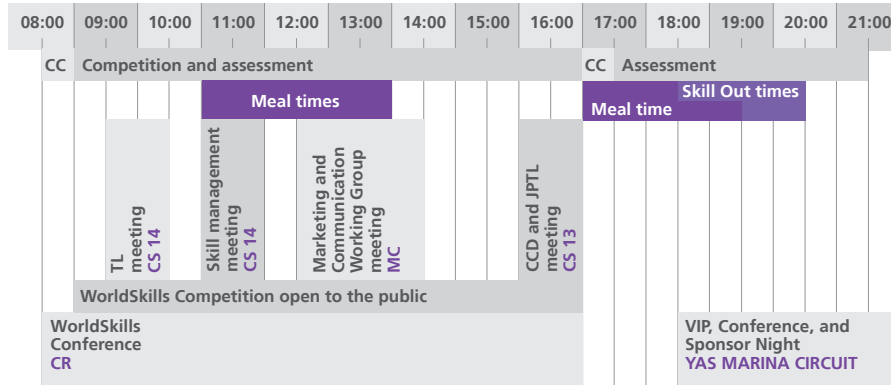 08:00 09:00 10:00 11:00 12:00 13:00 14:00 15:00 16:00 17:00 18:00 19:00 20:00 21:00
CC Competition and assessment CC Assessment
Meal times
Skill Out times
Meal time
TL
meeting
CS 14
Skill management
meeting
CS 14
Marketing and
Communication
Working Group
meeting
MC
CCD and JPTL
meeting
CS 13
WorldSkills Competition open to the public
WorldSkills
Conference
CR
VIP, Conference, and
Sponsor Night
YAS MARINA CIRCUIT